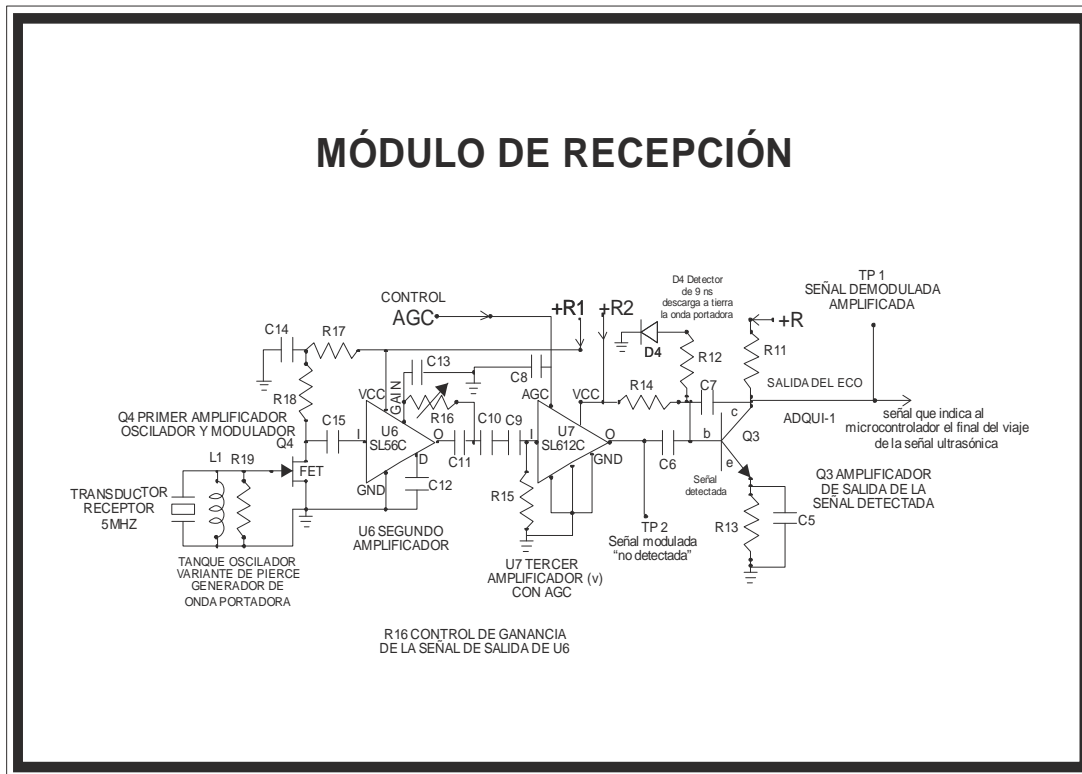 MÓDULO DE RECEPCIÓN
D4 Detector
de 9 ns
descarga a tierra
la onda portadora
TP 1
SEÑAL DEMODULADA
AMPLIFICADA
CONTROL
AGC
+R1
+R2
+R
C14
R17
C13
C8
D4
R12
R11
R18
VCC
GAIN
R16
AGC
VCC
R14
C7
SALIDA DEL ECO
c
ADQUI-1
señal que indica al
microcontrolador el final del viaje
de la señal ultrasónica
Q4 PRIMER AMPLIFICADOR
OSCILADOR Y MODULADOR
Q4
C15
I
U6
SL56C
O
D
GND
C11
C10
C9
I
U7
SL612C
O
GND
C6
b
Q3
e
L1
R19
FET
TRANSDUCTOR
RECEPTOR
5MHZ
C12
R15
Señal
detectada
Q3 AMPLIFICADOR
DE SALIDA DE LA
SEÑAL DETECTADA
R13
C5
U6 SEGUNDO
AMPLIFICADOR
TP 2
Señal modulada
“no detectada”
TANQUE OSCILADOR
VARIANTE DE PIERCE
GENERADOR DE
ONDA PORTADORA
U7 TERCER
AMPLIFICADOR (v)
CON AGC
R16 CONTROL DE GANANCIA
DE LA SEÑAL DE SALIDA DE U6